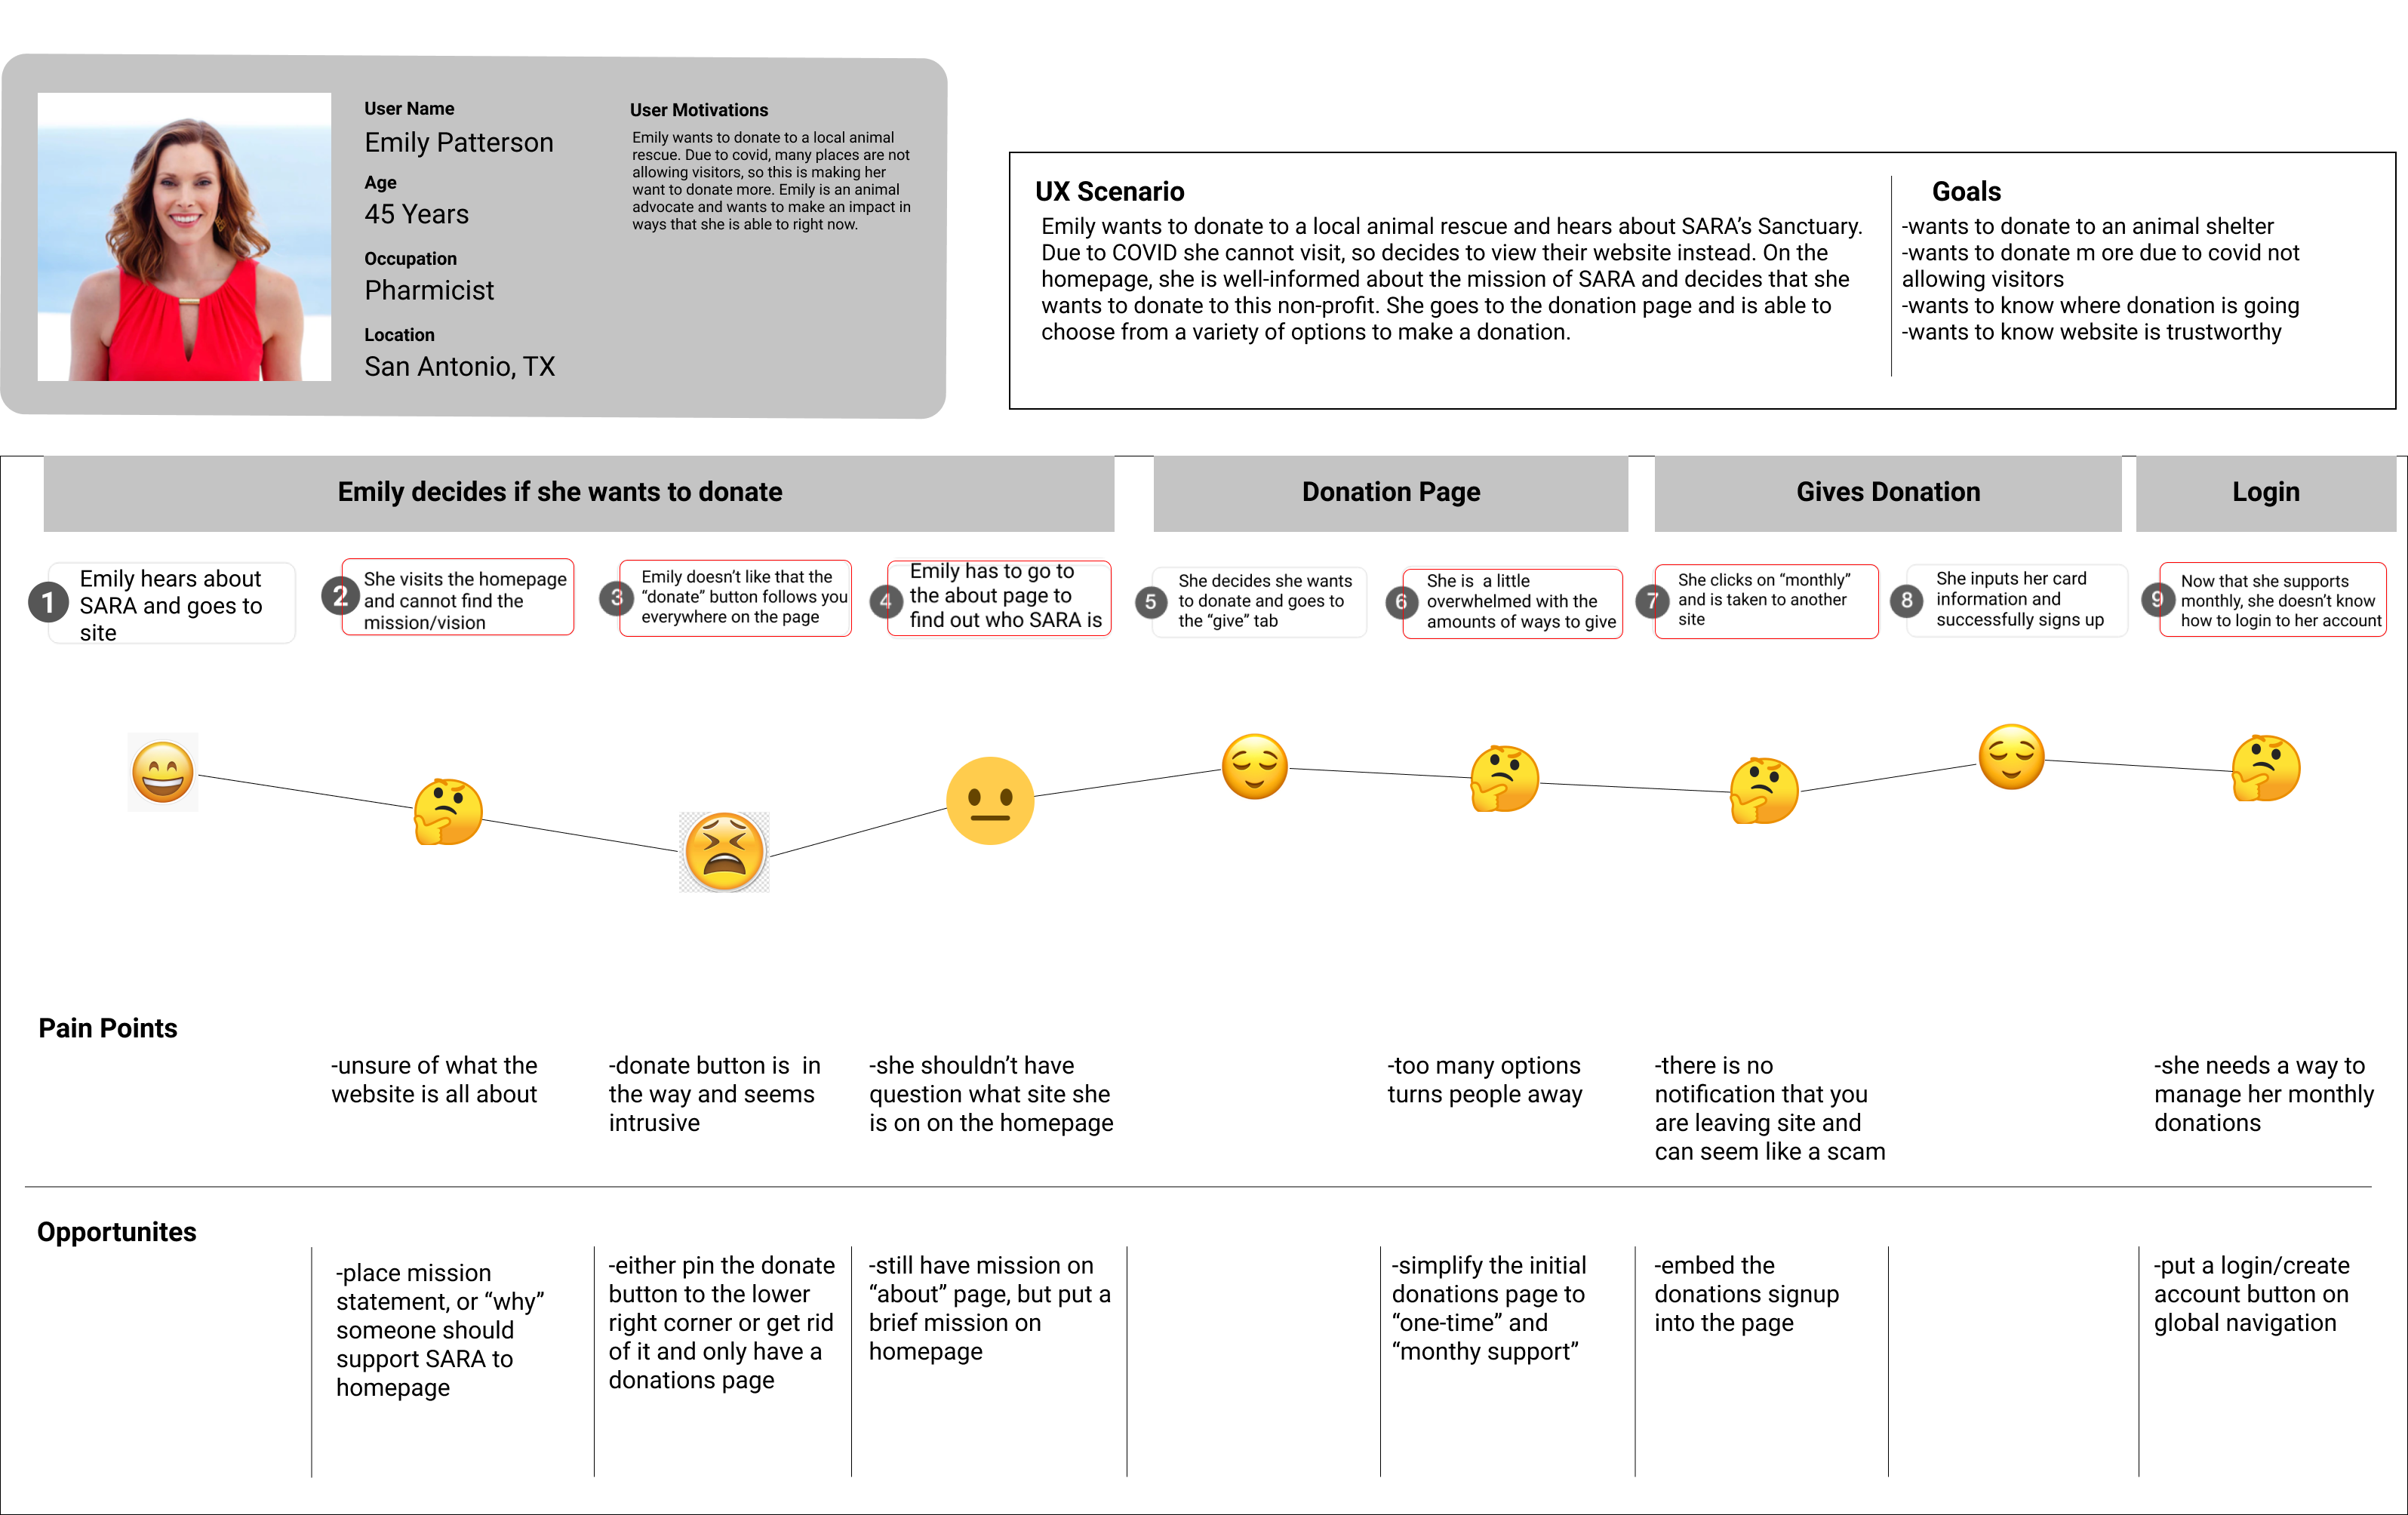 User Name
Emily Patterson
Age
45 Years
Occupation
Pharmicist
Location
San Antonio, TX
User Motivations
Emily wants to donate to a local animal
rescue. Due to covid, many places are not
allowing visitors, so this is making her
want to donate more. Emily is an animal
advocate and wants to make an impact in
ways that she is able to right now.
UX Scenario
Emily wants to donate to a local animal rescue and hears about SARA’s Sanctuary.
Due to COVID she cannot visit, so decides to view their website instead. On the
homepage, she is well-informed about the mission of SARA and decides that she
wants to donate to this non-profit. She goes to the donation page and is able to
choose from a variety of options to make a donation.
Goals
-wants to donate to an animal shelter
-wants to donate m ore due to covid not
allowing visitors
-wants to know where donation is going
-wants to know website is trustworthy
Emily decides if she wants to donate
Donation Page
Gives Donation
Login
1
Emily hears about
SARA and goes to
site
2
She visits the homepage
and cannot find the
mission/vision
3
Emily doesn’t like that the
“donate” button follows you
everywhere on the page
4
Emily has to go to
the about page to
find out who SARA is
5
She decides she wants
to donate and goes to
the “give” tab
6
She is a little
overwhelmed with the
amounts of ways to give
7
She clicks on “monthly”
and is taken to another
site
8
She inputs her card
information and
successfully signs up
9
Now that she supports
monthly, she doesn’t know
how to login to her account
Pain Points
-unsure of what the
website is all about
-donate button is in
the way and seems
intrusive
-she shouldn’t have
question what site she
is on on the homepage
-too many options
turns people away
-there is no
notification that you
are leaving site and
can seem like a scam
-she needs a way to
manage her monthly
donations
Opportunites
-place mission
statement, or “why”
someone should
support SARA to
homepage
-either pin the donate
button to the lower
right corner or get rid
of it and only have a
donations page
-still have mission on
“about” page, but put a
brief mission on
homepage
-simplify the initial
donations page to
“one-time” and
“monthy support”
-embed the
donations signup
into the page
-put a login/create
account button on
global navigation